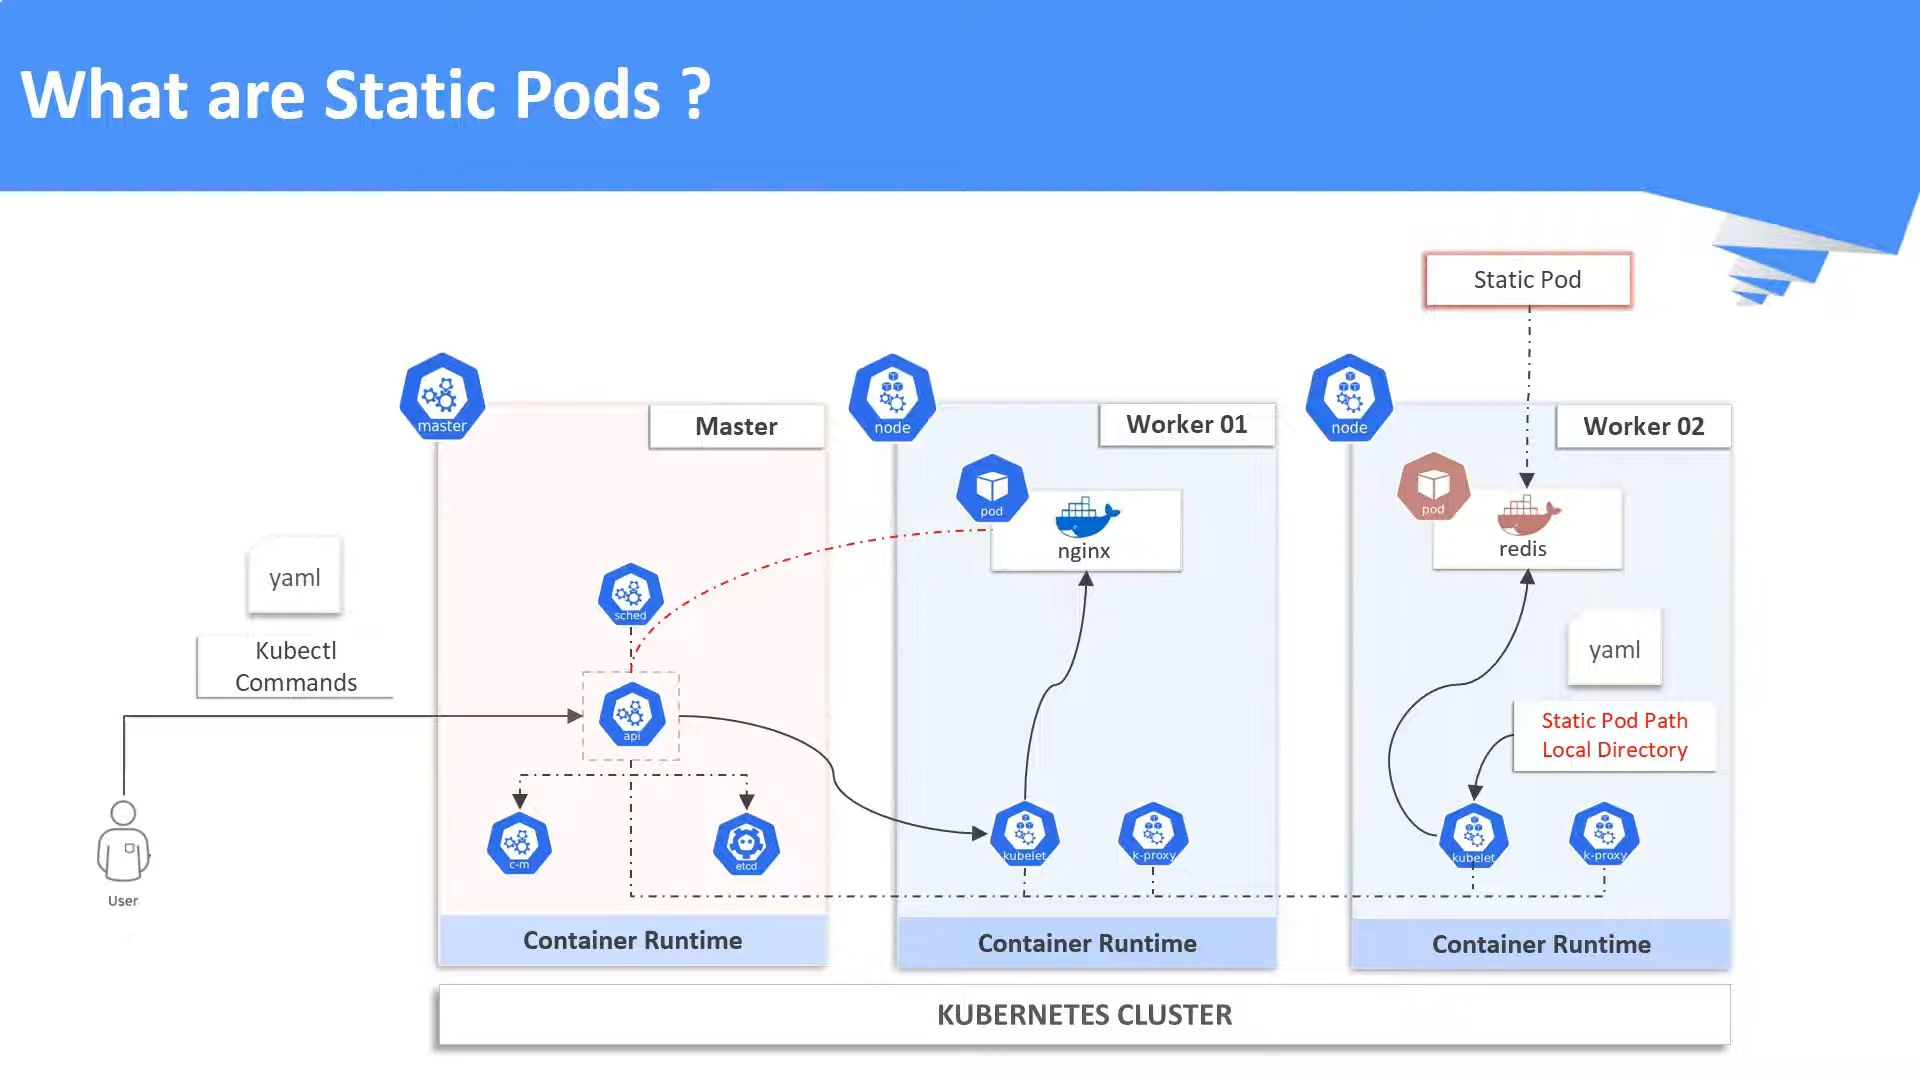 What are Static Pods ?
Static Pod
master
Master
node
Worker 01
node
Worker 02
pod
nginx
pod
redis
yaml
Kubectl
Commands
sched
api
c-m
etcd
kubelet
k-proxy
yaml
Static Pod Path
Local Directory
kubelet
k-proxy
User
Container Runtime
Container Runtime
Container Runtime
KUBERNETES CLUSTER